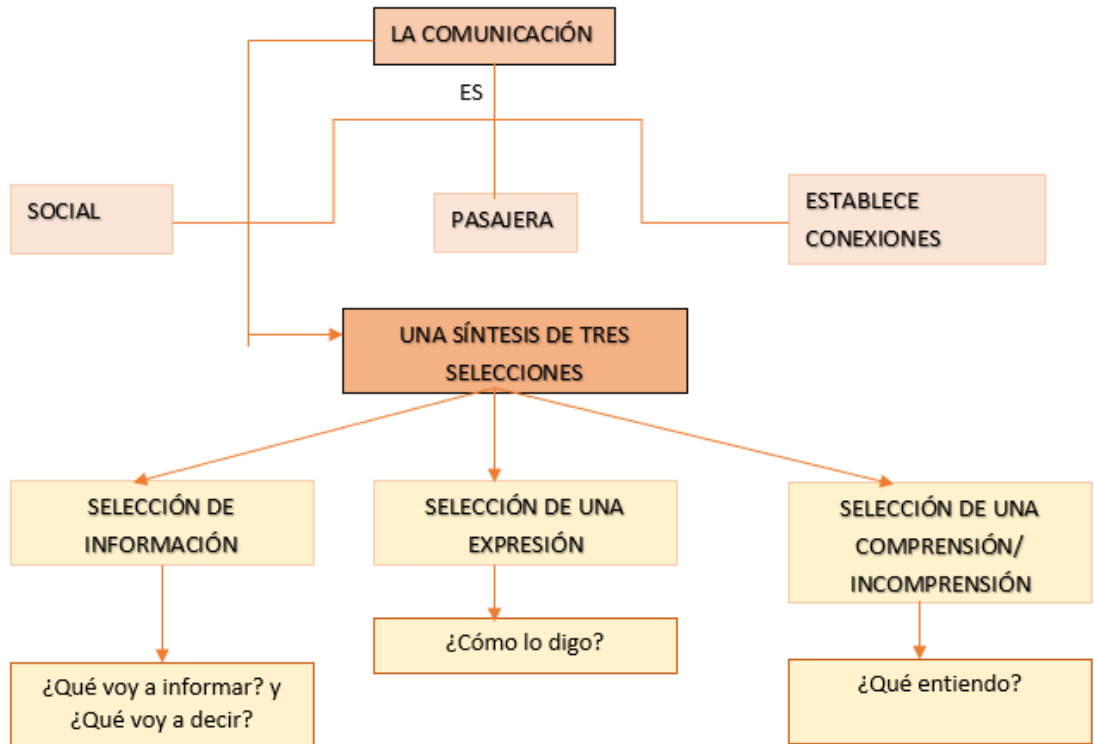 LA COMUNICACIÓN
ES
SOCIAL
PASAJERA
ESTABLECE
CONEXIONES
UNA SÍNTESIS DE TRES
SELECCIONES
SELECCIÓN DE
INFORMACIÓN
SELECCIÓN DE UNA
EXPRESIÓN
SELECCIÓN DE UNA
COMPRENSIÓN/
INCOMPRENSIÓN
¿Qué voy a informar? y
¿Qué voy a decir?
¿Cómo lo digo?
¿Qué entiendo?